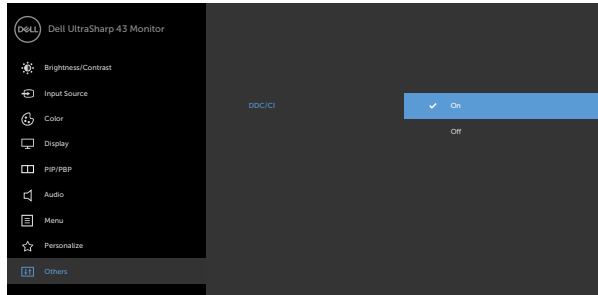 DELL Dell UltraSharp 43 Monitor
Brightness/Contrast
Input Source
Color
Display
PIP/PBP
Audio
Menu
Personalize
Others
DDC/CI
On
Off